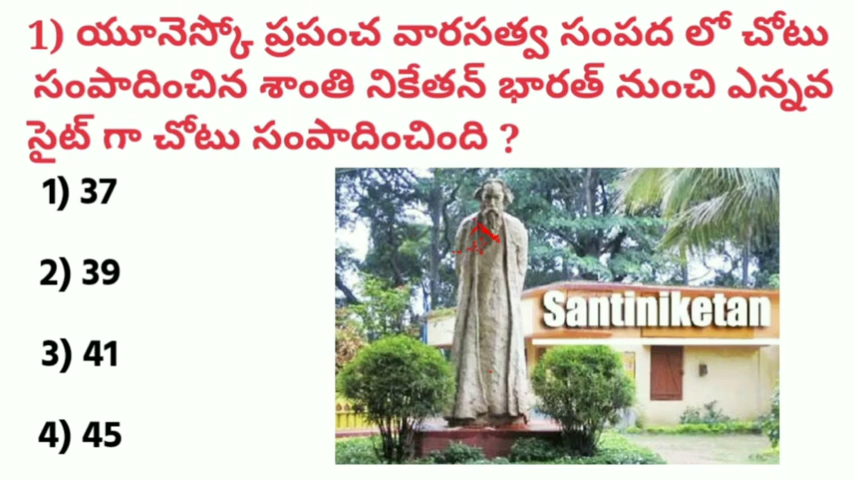 1) యూనెస్కో ప్రపంచ వారసత్వ సంపద లో చోటు
సంపాదించిన శాంతి నికేతన్ భారత్ నుంచి ఎన్నవ
సైట్ గా చోటు సంపాదించింది ?
1) 37
2) 39
3) 41
4) 45
Santiniketan